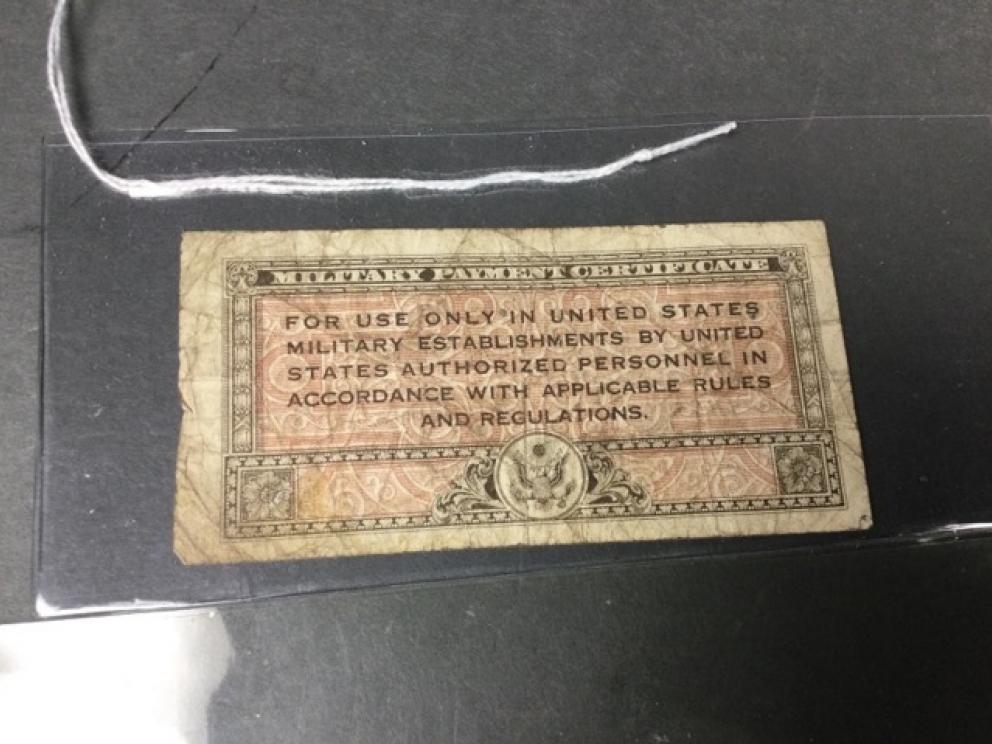 MILITARY PAYMENT CERTIFICATE
FOR USE ONLY IN UNITED STATES
MILITARY ESTABLISHMENTS BY UNITED
STATES AUTHORIZED PERSONNEL IN
ACCORDANCE WITH APPLICABLE RULES
AND REGULATIONS.